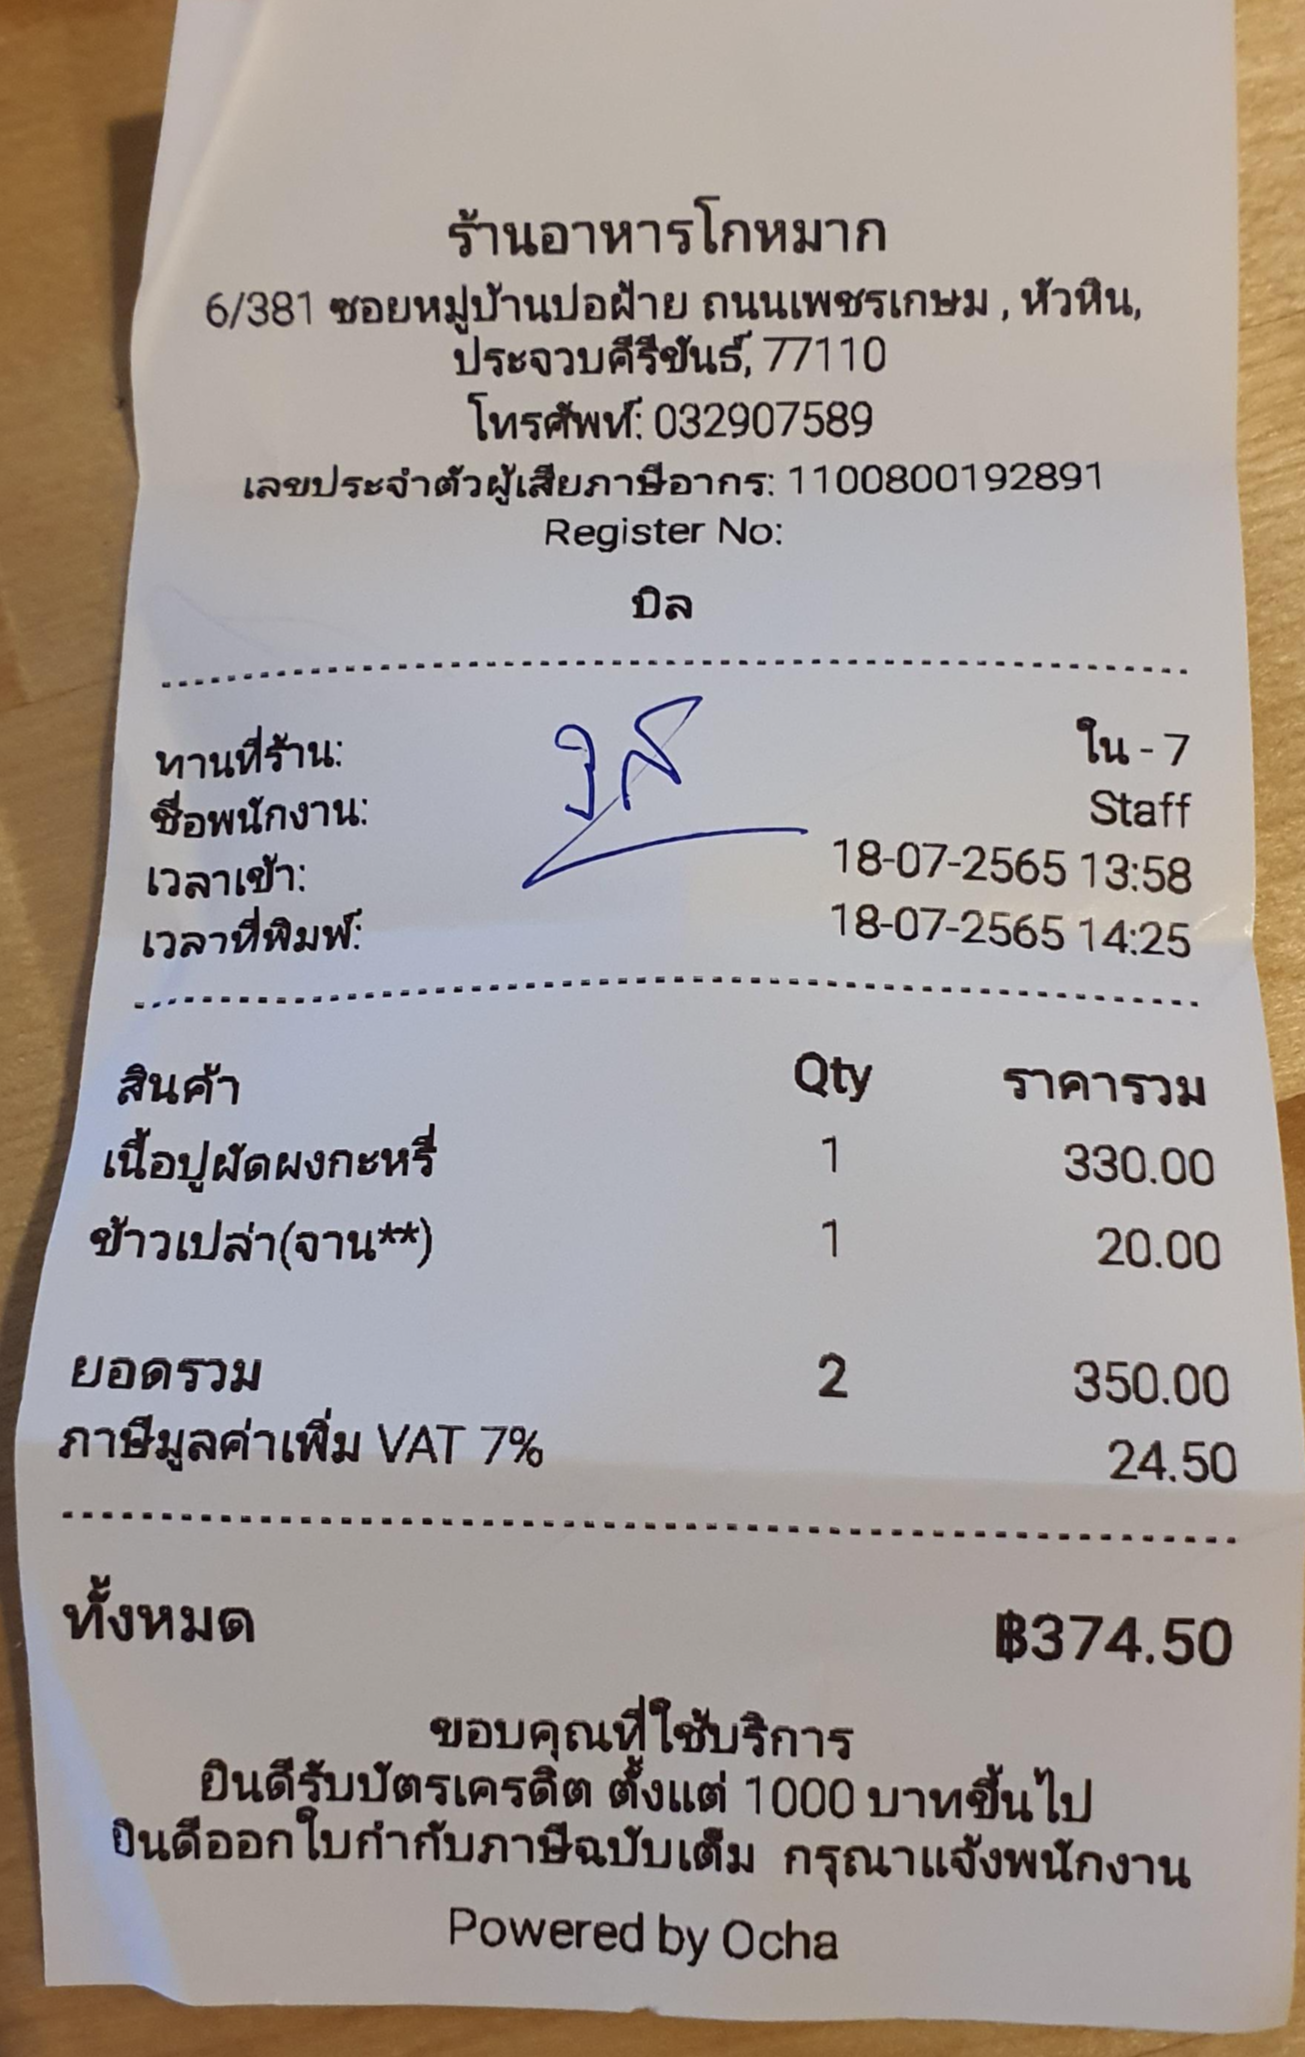 ร้านอาหารโกหมาก
6/381 ซอยหมู่บ้านบ่อฝ้าย ถนนเพชรเกษม , หัวหิน,
ประจวบคีรีขันธ์, 77110
โทรศัพท์: 032907589
เลขประจำตัวผู้เสียภาษีอากร: 1100800192891
Register No:
บิล
ทานที่ร้าน: ใน - 7
ชื่อพนักงาน: Staff
เวลาเข้า: 18-07-2565 13:58
เวลาที่พิมพ์: 18-07-2565 14:25
สินค้า Qty ราคารวม
เนื้อปูผัดผงกะหรี่ 1 330.00
ข้าวเปล่า(จาน**) 1 20.00
ยอดรวม 2 350.00
ภาษีมูลค่าเพิ่ม VAT 7% 24.50
ทั้งหมด ฿374.50
ขอบคุณที่ใช้บริการ
ยินดีรับบัตรเครดิต ตั้งแต่ 1000 บาทขึ้นไป
ยินดีออกใบกำกับภาษีฉบับเต็ม กรุณาแจ้งพนักงาน
Powered by Ocha